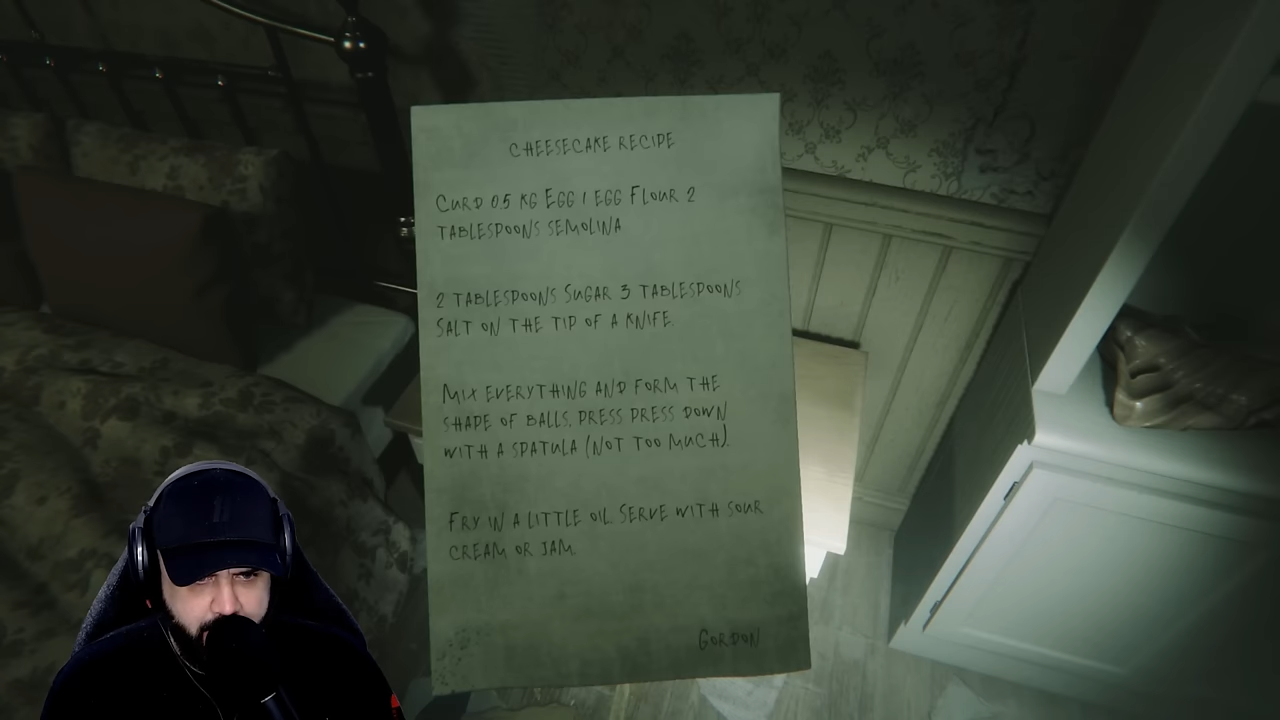 CHEESECAKE RECIPE
CURD 0.5 KG EGG 1 EGG FLOUR 2
TABLESPOONS SEMOLINA
2 TABLESPOONS SUGAR 3 TABLESPOONS
SALT ON THE TIP OF A KNIFE.
MIX EVERYTHING AND FORM THE
SHAPE OF BALLS. PRESS PRESS DOWN
WITH A SPATULA (NOT TOO MUCH).
FRY IN A LITTLE OIL. SERVE WITH SOUR
CREAM OR JAM.
GORDON